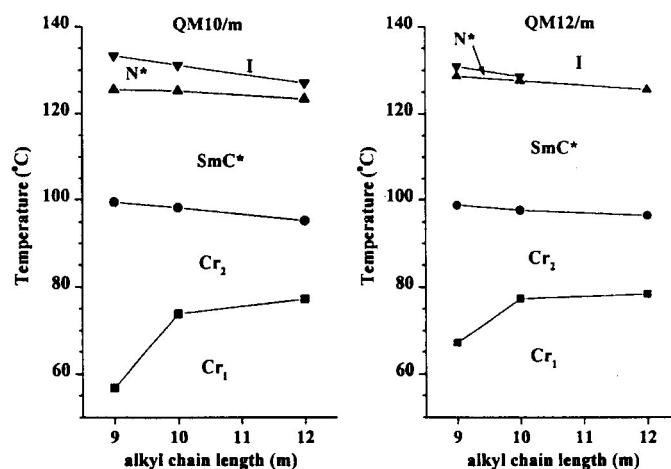 QM10/m
140
120
100
80
60
Temperature (°C)
N*
I
SmC*
Cr₂
Cr₁
9 10 11 12
alkyl chain length (m)
QM12/m
140
120
100
80
60
Temperature (°C)
N*
I
SmC*
Cr₂
Cr₁
9 10 11 12
alkyl chain length (m)